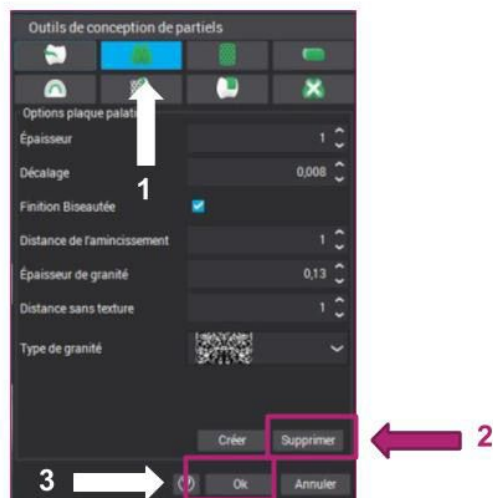 Outils de conception de partiels
Options plaque palati
Épaisseur 1
1
Décalage 0,008
Finition Biseautée
Distance de l'amincissement 1
Épaisseur de granité 0,13
Distance sans texture 1
Type de granité
Créer Supprimer
2
3
? Ok Annuler